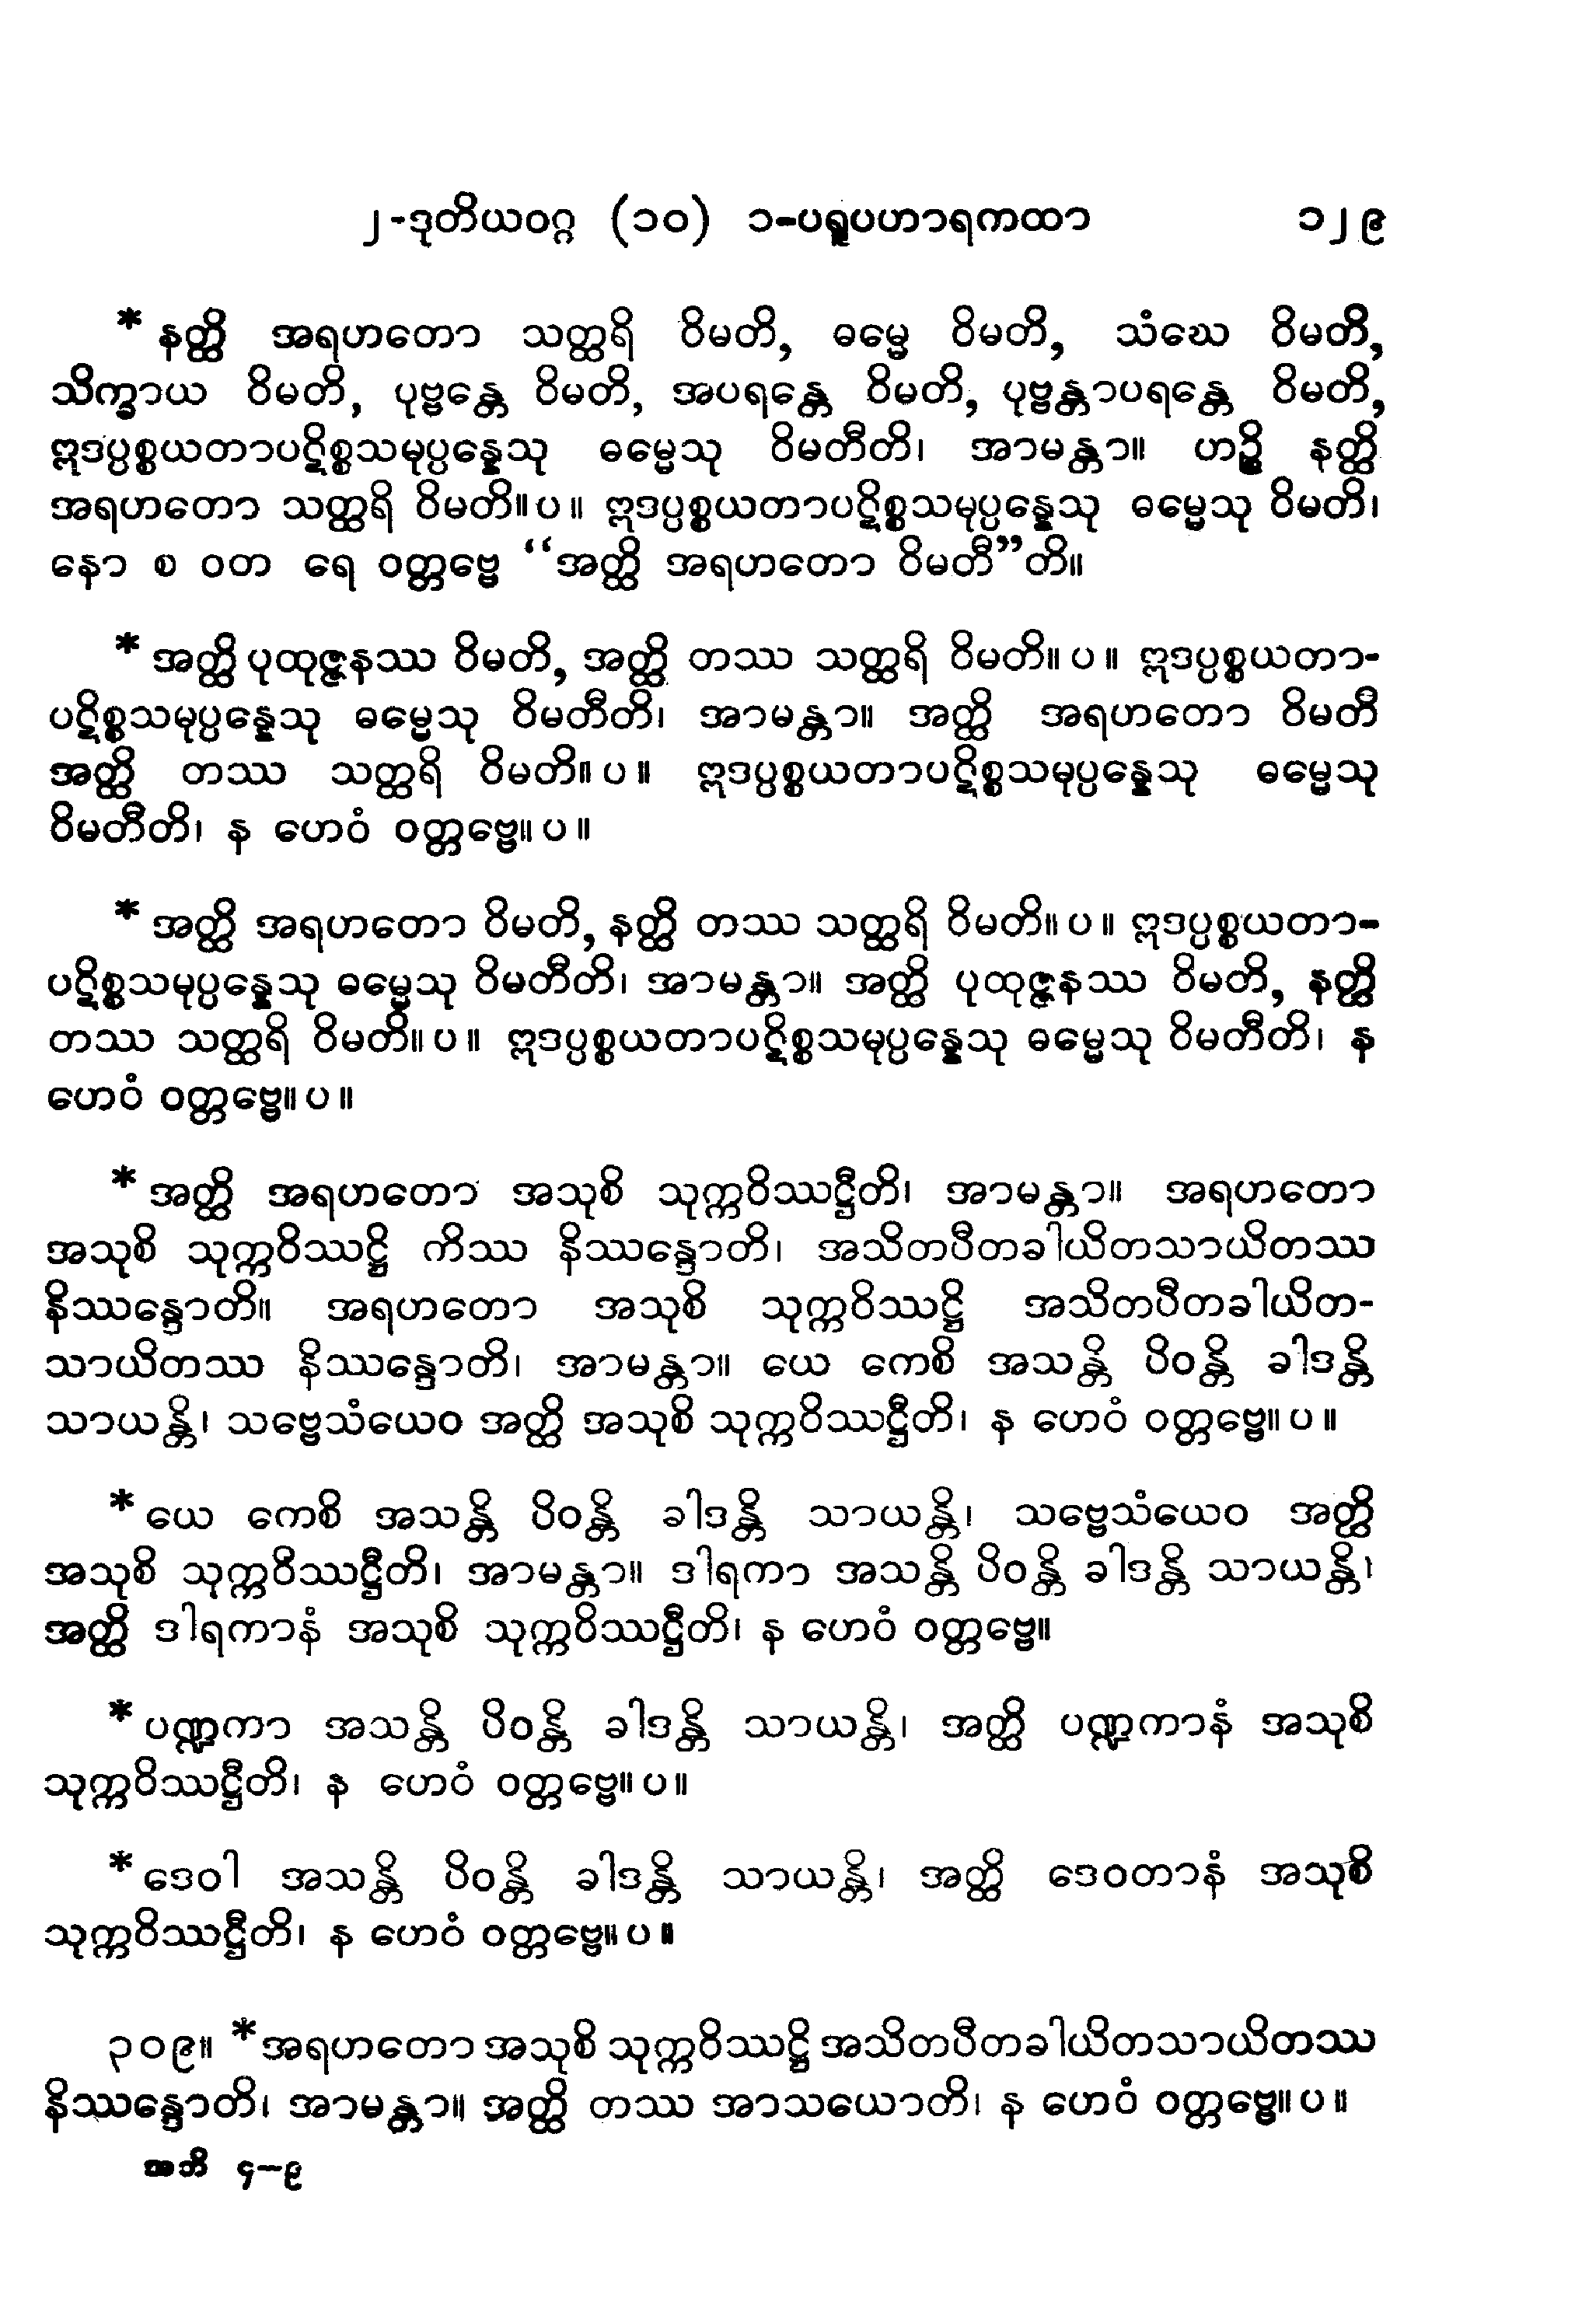 ၂-ဒုတိယဝဂ္ဂ (၁၀) ၁-ပရူပဟာရကထာ ၁၂၉
* နတ္ထိ အရဟတော သတ္ထရိ ဝိမတိ, ဓမ္မေ ဝိမတိ, သံဃေ ဝိမတိ,
သိက္ခာယ ဝိမတိ, ပုဗ္ဗန္တေ ဝိမတိ, အပရန္တေ ဝိမတိ, ပုဗ္ဗန္တာပရန္တေ ဝိမတိ,
ဣဒပ္ပစ္စယတာပဋိစ္စသမုပ္ပန္နေသု ဓမ္မေသု ဝိမတီတိ၊ အာမန္တာ။ ဟဉ္စိ နတ္ထိ
အရဟတော သတ္ထရိ ဝိမတိ။ ပ ။ ဣဒပ္ပစ္စယတာပဋိစ္စသမုပ္ပန္နေသု ဓမ္မေသု ဝိမတိ၊
နော စ ဝတ ရေ ဝတ္တဗ္ဗေ “အတ္ထိ အရဟတော ဝိမတီ”တိ။
* အတ္ထိ ပုထုဇ္ဇနဿ ဝိမတိ, အတ္ထိ တဿ သတ္ထရိ ဝိမတိ။ ပ ။ ဣဒပ္ပစ္စယတာ-
ပဋိစ္စသမုပ္ပန္နေသု ဓမ္မေသု ဝိမတီတိ၊ အာမန္တာ။ အတ္ထိ အရဟတော ဝိမတိ
အတ္ထိ တဿ သတ္ထရိ ဝိမတိ။ ပ ။ ဣဒပ္ပစ္စယတာပဋိစ္စသမုပ္ပန္နေသု ဓမ္မေသု
ဝိမတီတိ၊ န ဟေဝံ ဝတ္တဗ္ဗေ။ ပ ။
* အတ္ထိ အရဟတော ဝိမတိ, နတ္ထိ တဿ သတ္ထရိ ဝိမတိ။ ပ ။ ဣဒပ္ပစ္စယတာ-
ပဋိစ္စသမုပ္ပန္နေသု ဓမ္မေသု ဝိမတီတိ၊ အာမန္တာ။ အတ္ထိ ပုထုဇ္ဇနဿ ဝိမတိ, နတ္ထိ
တဿ သတ္ထရိ ဝိမတိ။ ပ ။ ဣဒပ္ပစ္စယတာပဋိစ္စသမုပ္ပန္နေသု ဓမ္မေသု ဝိမတီတိ၊ န
ဟေဝံ ဝတ္တဗ္ဗေ။ ပ ။
* အတ္ထိ အရဟတော အသုစိ သုက္ကဝိဿဋ္ဌီတိ၊ အာမန္တာ။ အရဟတော
အသုစိ သုက္ကဝိဿဋ္ဌိ ကိဿ နိဿန္ဒောတိ၊ အသိတပီတခါယိတသာယိတဿ
နိဿန္ဒောတိ။ အရဟတော အသုစိ သုက္ကဝိဿဋ္ဌိ အသိတပီတခါယိတ-
သာယိတဿ နိဿန္ဒောတိ၊ အာမန္တာ။ ယေ ကေစိ အသန္တိ ပိဝန္တိ ခါဒန္တိ
သာယန္တိ၊ သဗ္ဗေသံယေဝ အတ္ထိ အသုစိ သုက္ကဝိဿဋ္ဌီတိ၊ န ဟေဝံ ဝတ္တဗ္ဗေ။ ပ ။
* ယေ ကေစိ အသန္တိ ပိဝန္တိ ခါဒန္တိ သာယန္တိ၊ သဗ္ဗေသံယေဝ အတ္ထိ
အသုစိ သုက္ကဝိဿဋ္ဌီတိ၊ အာမန္တာ။ ဒါရကာ အသန္တိ ပိဝန္တိ ခါဒန္တိ သာယန္တိ၊
အတ္ထိ ဒါရကာနံ အသုစိ သုက္ကဝိဿဋ္ဌီတိ၊ န ဟေဝံ ဝတ္တဗ္ဗေ။
* ပဏ္ဍကာ အသန္တိ ပိဝန္တိ ခါဒန္တိ သာယန္တိ၊ အတ္ထိ ပဏ္ဍကာနံ အသုစိ
သုက္ကဝိဿဋ္ဌီတိ၊ န ဟေဝံ ဝတ္တဗ္ဗေ။ ပ ။
* ဒေဝါ အသန္တိ ပိဝန္တိ ခါဒန္တိ သာယန္တိ၊ အတ္ထိ ဒေဝတာနံ အသုစိ
သုက္ကဝိဿဋ္ဌီတိ၊ န ဟေဝံ ဝတ္တဗ္ဗေ။ ပ ။
၃၀၉။ * အရဟတော အသုစိ သုက္ကဝိဿဋ္ဌိ အသိတပီတခါယိတသာယိတဿ
နိဿန္ဒောတိ၊ အာမန္တာ။ အတ္ထိ တဿ အာသယောတိ၊ န ဟေဝံ ဝတ္တဗ္ဗေ။ ပ ။
အဘိ ၄-၉